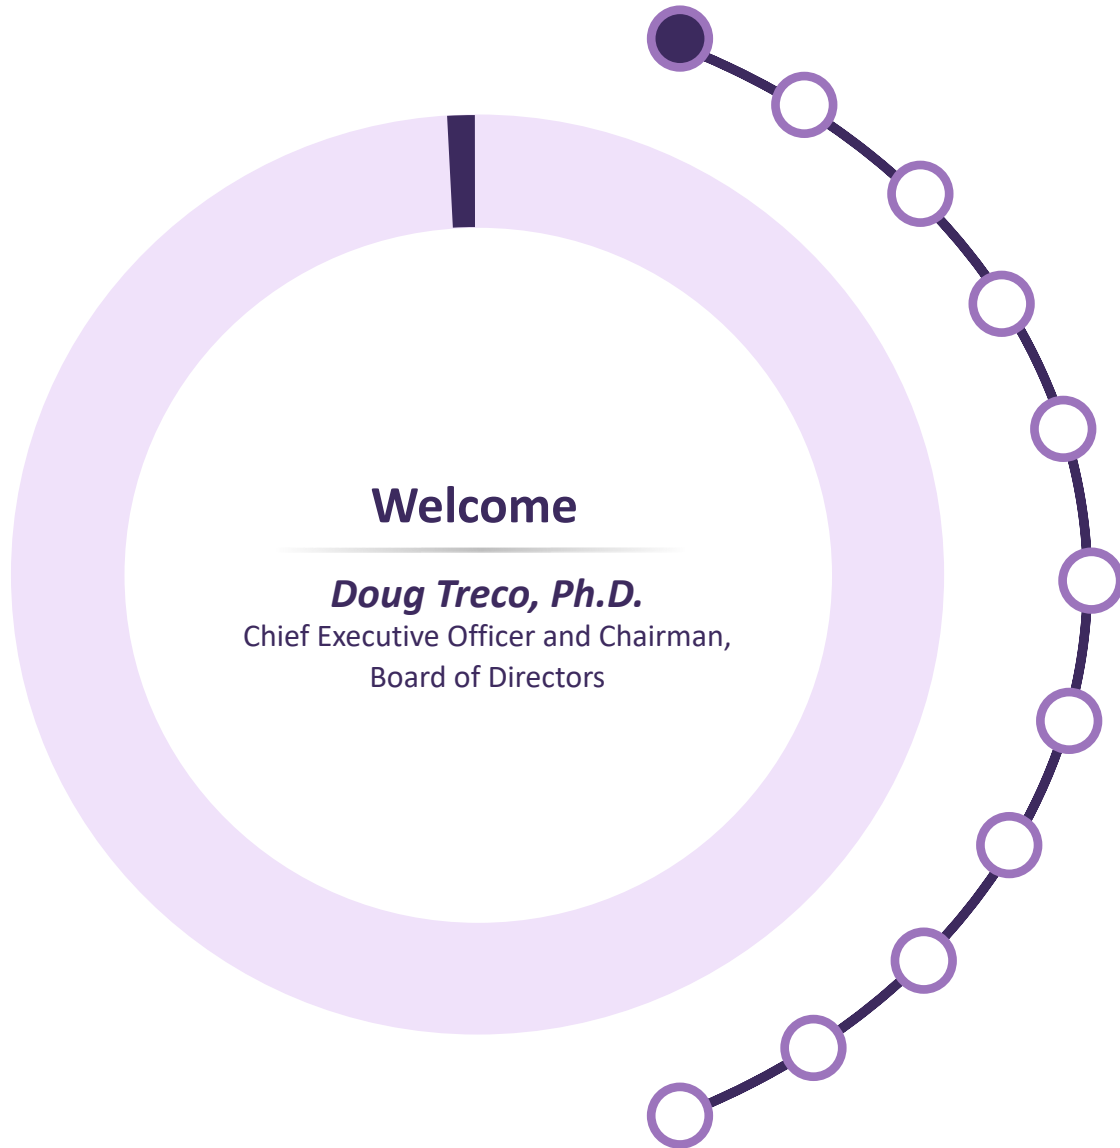 Welcome
Doug Treco, Ph.D.
Chief Executive Officer and Chairman,
Board of Directors